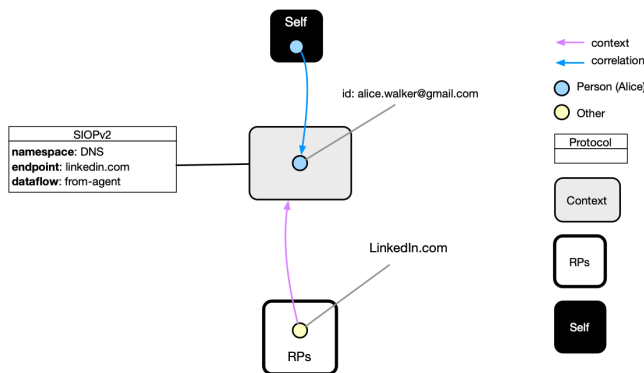 Self
id: alice.walker@gmail.com
SIOPv2
namespace: DNS
endpoint: linkedin.com
dataflow: from-agent
LinkedIn.com
RPs
context
correlation
Person (Alice)
Other
Protocol
Context
RPs
Self